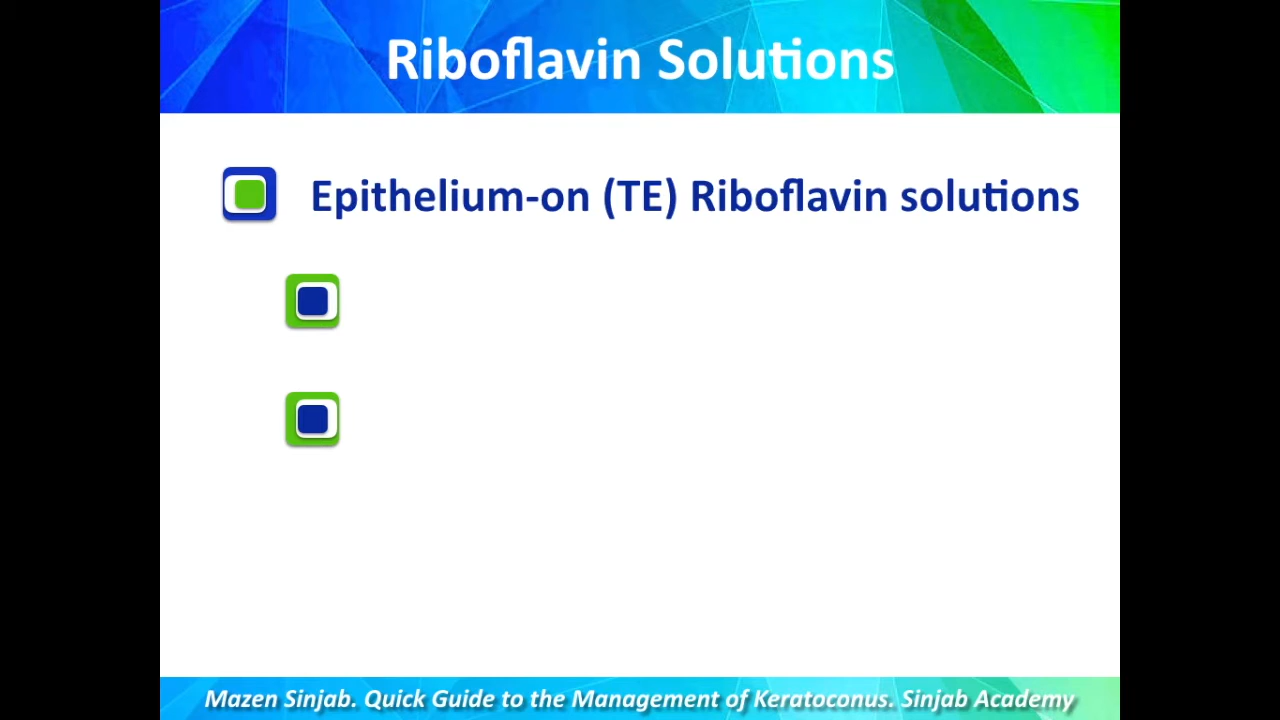 Riboflavin Solutions
Epithelium-on (TE) Riboflavin solutions
Mazen Sinjab. Quick Guide to the Management of Keratoconus. Sinjab Academy